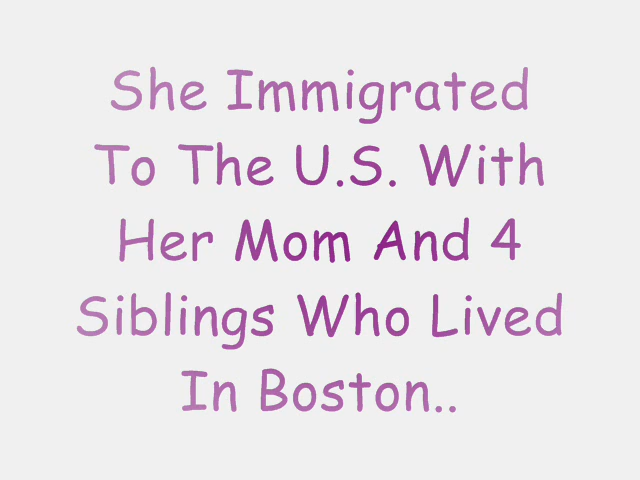 She Immigrated
To The U.S. With
Her Mom And 4
Siblings Who Lived
In Boston..